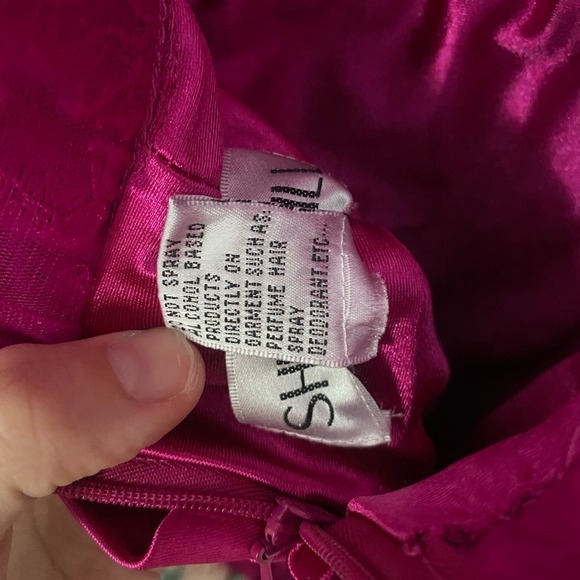 NOT SPRAY
ALCOHOL BASED
PRODUCTS
DIRECTLY ON
GARMENT SUCH AS:
PERFUME HAIR
SPRAY
DEODORANT.ETC...